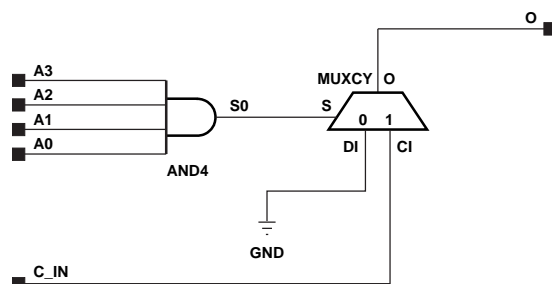 O
A3
MUXCY O
A2
S0
S
A1
0 1
A0
DI CI
AND4
GND
C_IN